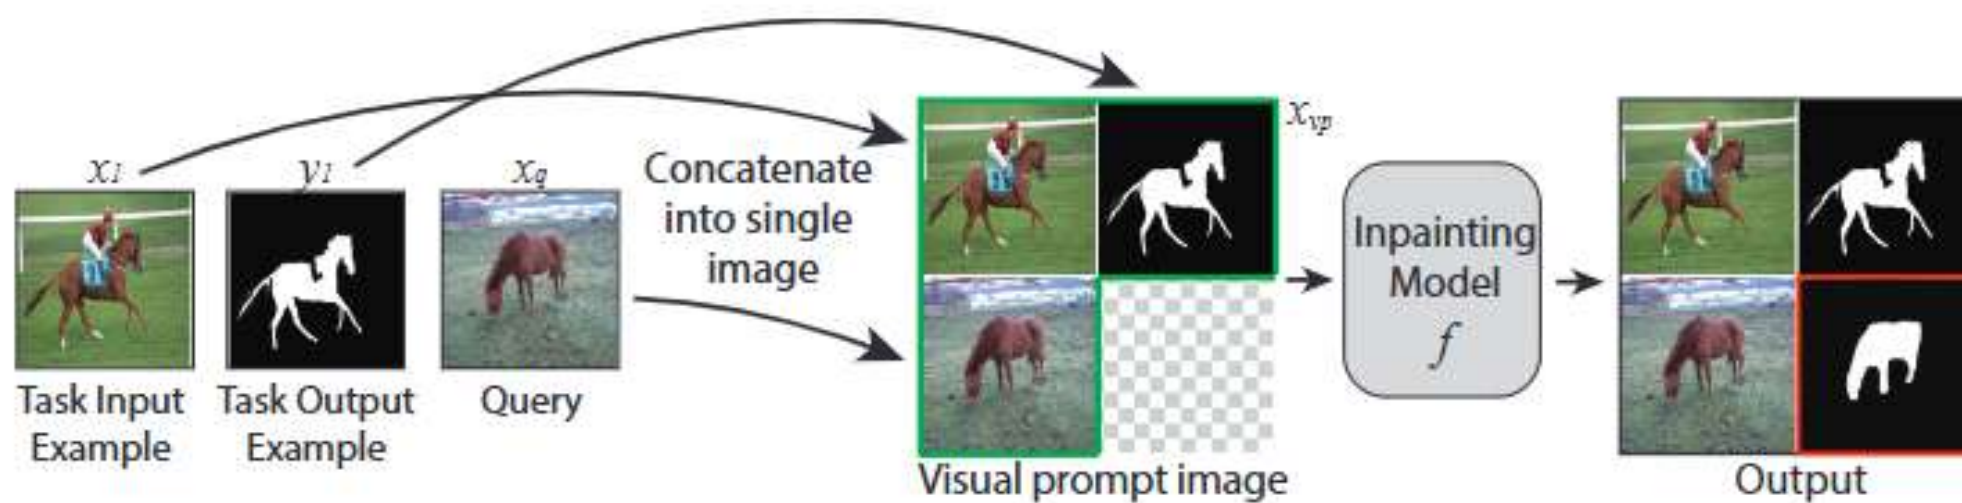 x1
y1
xq
Task Input
Example
Task Output
Example
Query
Concatenate
into single
image
xvp
Visual prompt image
Inpainting
Model
f
Output